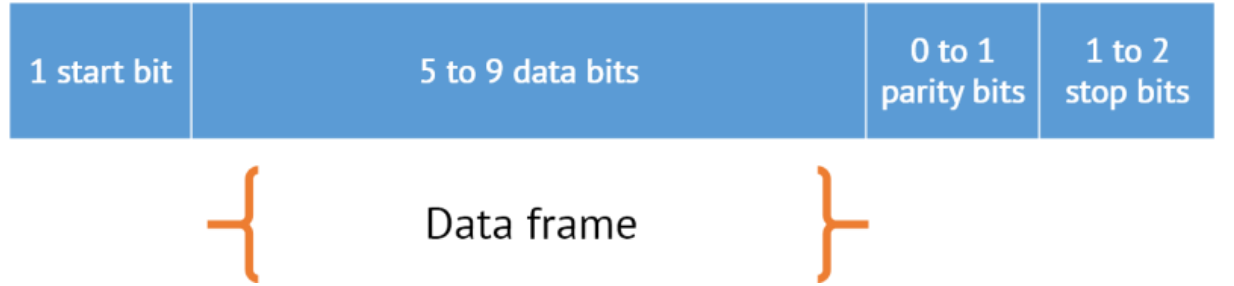 1 start bit
5 to 9 data bits
0 to 1
parity bits
1 to 2
stop bits
Data frame